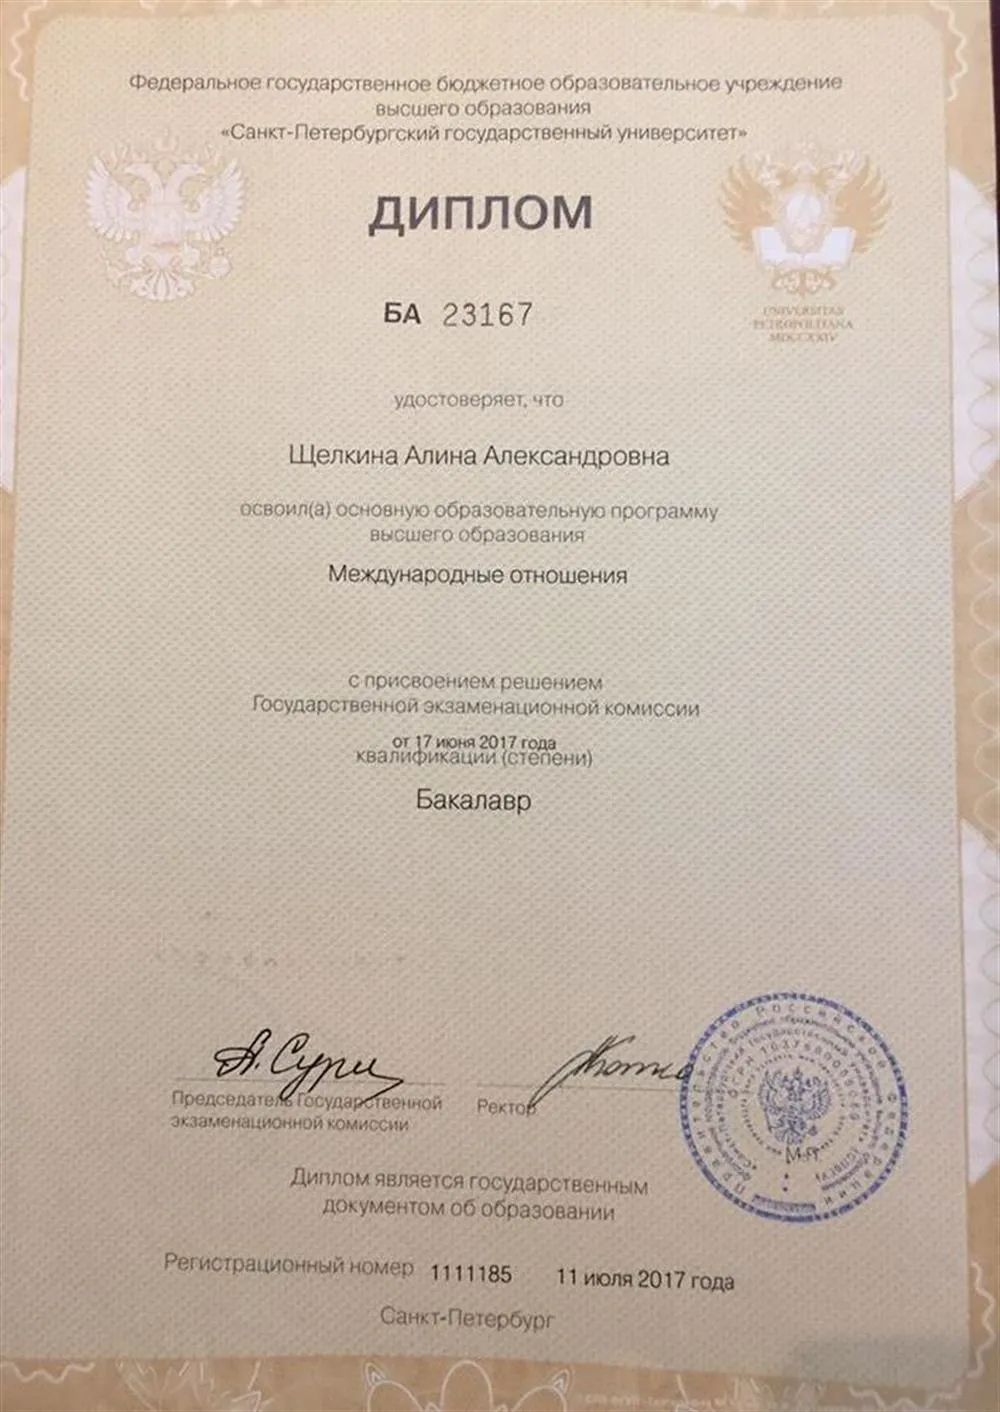 Федеральное государственное бюджетное образовательное учреждение
высшего образования
«Санкт-Петербургский государственный университет»
ДИПЛОМ
БА 23167
UNIVERSITAS
PETROPOLITANA
MDCCXXIV
удостоверяет, что
Щелкина Алина Александровна
освоил(а) основную образовательную программу
высшего образования
Международные отношения
с присвоением решением
Государственной экзаменационной комиссии
от 17 июня 2017 года
квалификации (степени)
Бакалавр
Председатель Государственной
экзаменационной комиссии
Ректор
М.П.
Диплом является государственным
документом об образовании
Регистрационный номер 1111185 11 июля 2017 года
Санкт-Петербург